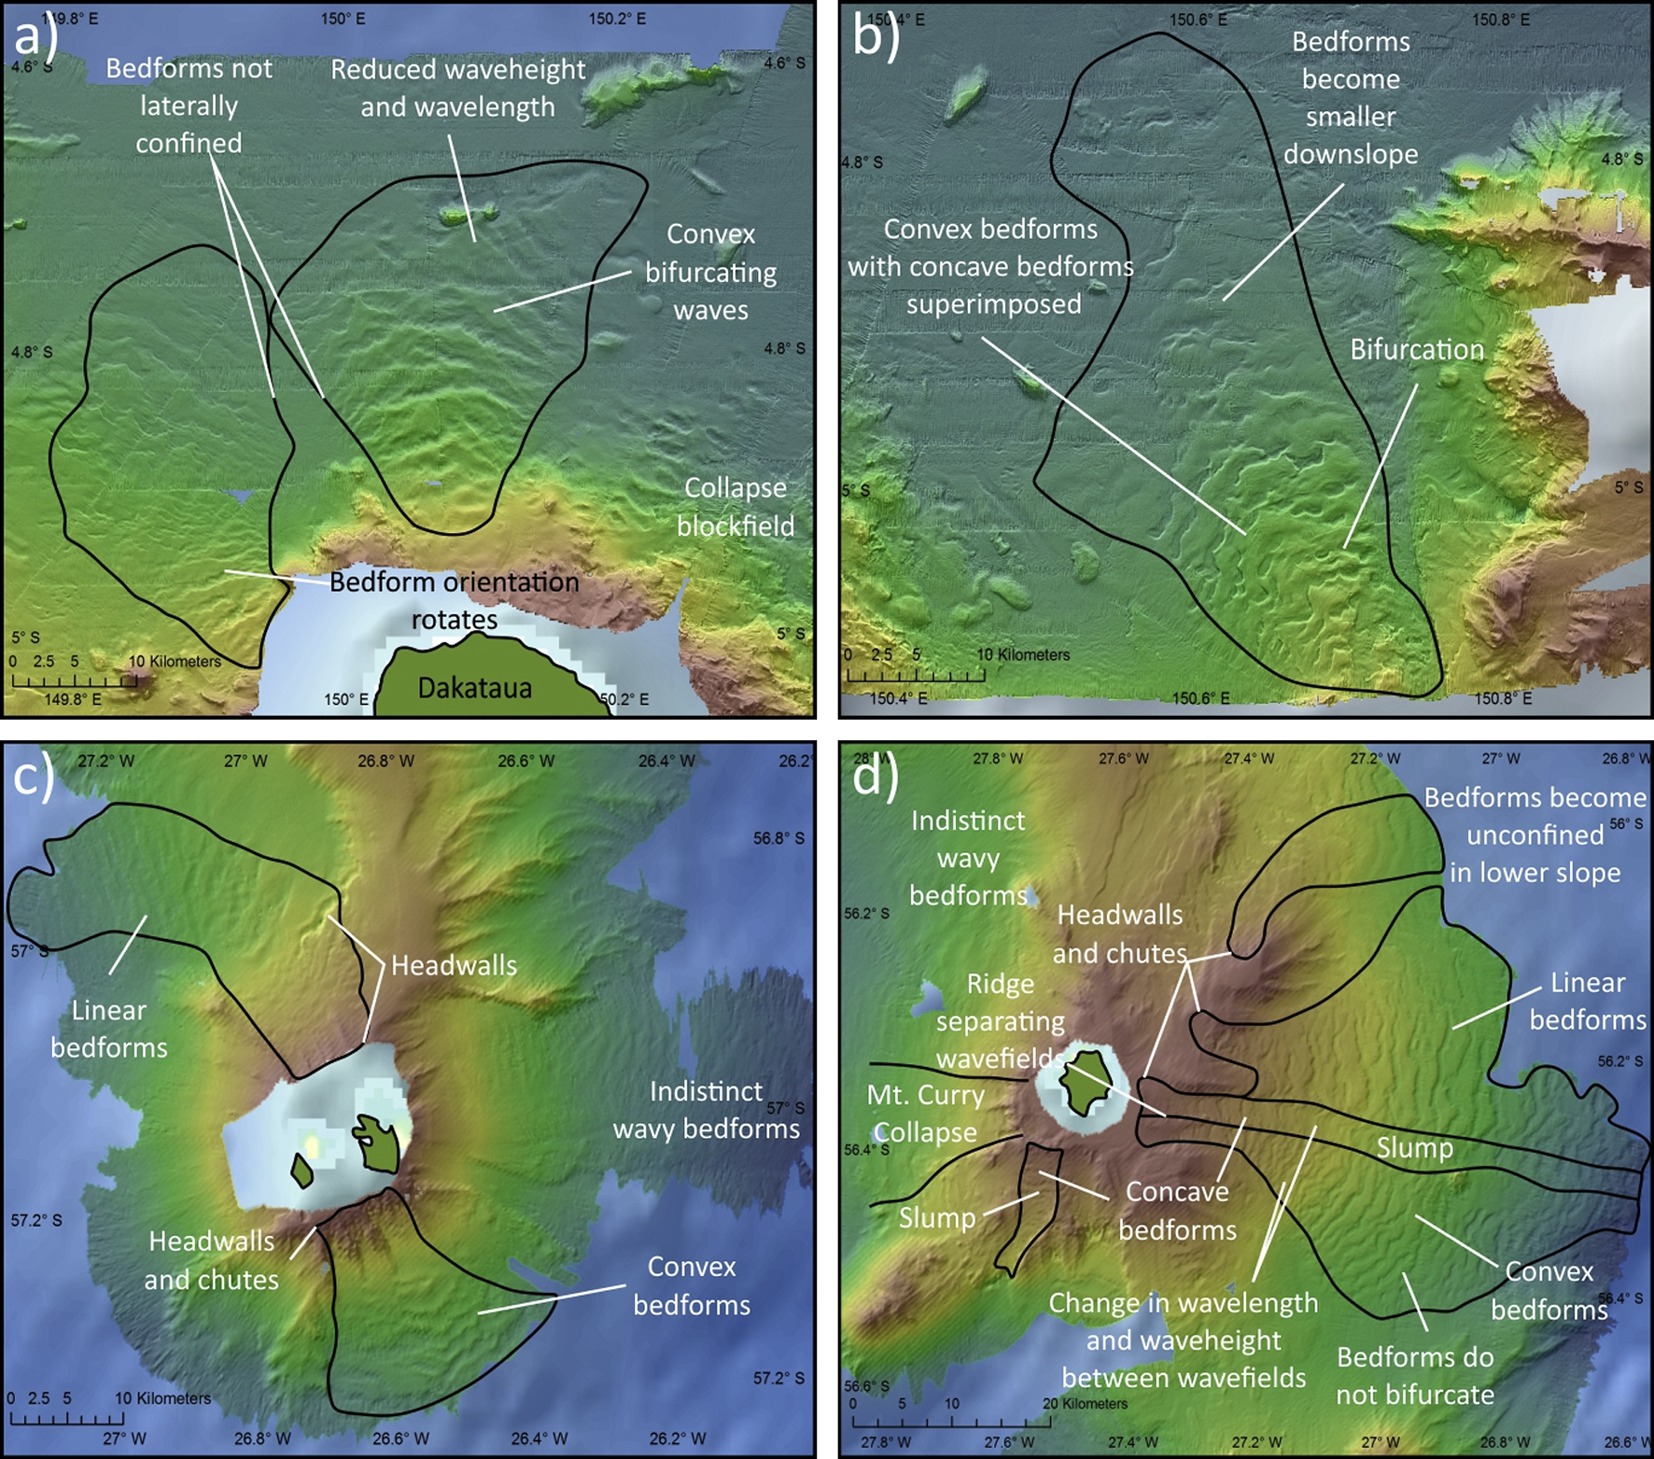 a)
149.8° E
150° E
150.2° E
4.6° S
4.6° S
Bedforms not
laterally
confined
Reduced waveheight
and wavelength
Convex
bifurcating
waves
4.8° S
4.8° S
Collapse
blockfield
Bedform orientation
rotates
5° S
5° S
0 2.5 5 10 Kilometers
149.8° E
150° E
50.2° E
Dakataua
b)
150.4° E
150.6° E
150.8° E
Bedforms
become
smaller
downslope
4.8° S
4.8° S
Convex bedforms
with concave bedforms
superimposed
Bifurcation
5° S
5° S
0 2.5 5 10 Kilometers
150.4° E
150.6° E
150.8° E
c)
27.2° W
27° W
26.8° W
26.6° W
26.4° W
26.2°
56.8° S
57° S
Headwalls
Linear
bedforms
Indistinct
wavy bedforms
57° S
57.2° S
Headwalls
and chutes
Convex
bedforms
57.2° S
0 2.5 5 10 Kilometers
27° W
26.8° W
26.6° W
26.4° W
26.2° W
d)
28° W
27.8° W
27.6° W
27.4° W
27.2° W
27° W
26.8° W
Bedforms become
unconfined
in lower slope
56° S
Indistinct
wavy
bedforms
56.2° S
Headwalls
and chutes
Ridge
separating
wavefields
Linear
bedforms
56.2° S
Mt. Curry
Collapse
56.4° S
Slump
Slump
Concave
bedforms
Convex
bedforms
56.4° S
Change in wavelength
and waveheight
between wavefields
Bedforms do
not bifurcate
56.6° S
0 5 10 20 Kilometers
27.8° W
27.6° W
27.4° W
27.2° W
27° W
26.8° W
26.6° W